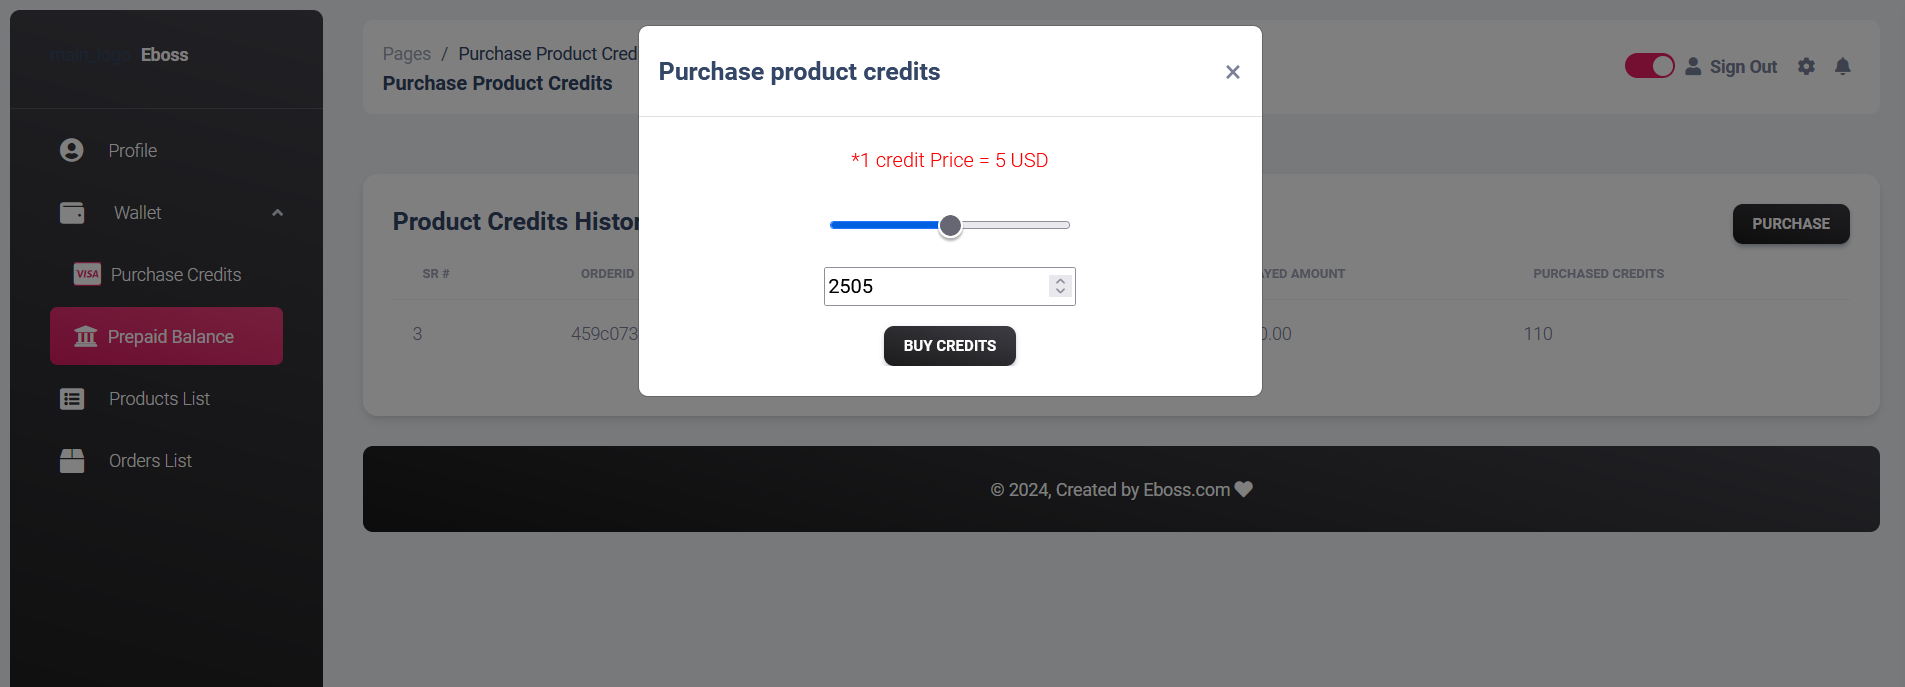 main_logo Eboss
Profile
Wallet
VISA Purchase Credits
Prepaid Balance
Products List
Orders List
Pages / Purchase Product Cred
Purchase Product Credits
Sign Out
Purchase product credits
*1 credit Price = 5 USD
2505
BUY CREDITS
Product Credits Histor
PURCHASE
SR # ORDERID YED AMOUNT PURCHASED CREDITS
3 459c073 0.00 110
© 2024, Created by Eboss.com